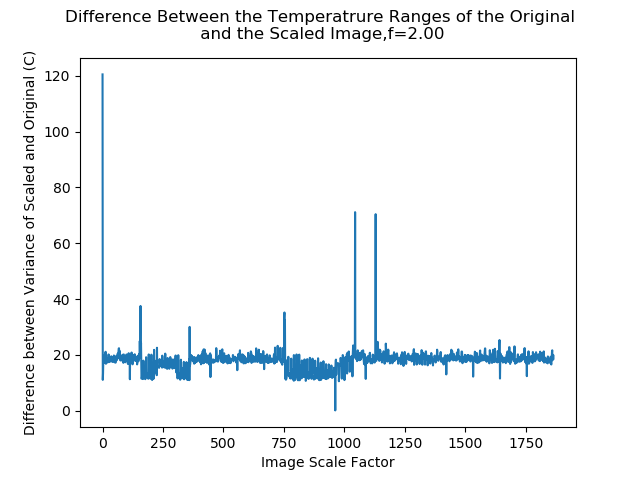 Difference Between the Temperatrure Ranges of the Original
and the Scaled Image,f=2.00
Difference between Variance of Scaled and Original (C)
120
100
80
60
40
20
0
0 250 500 750 1000 1250 1500 1750
Image Scale Factor